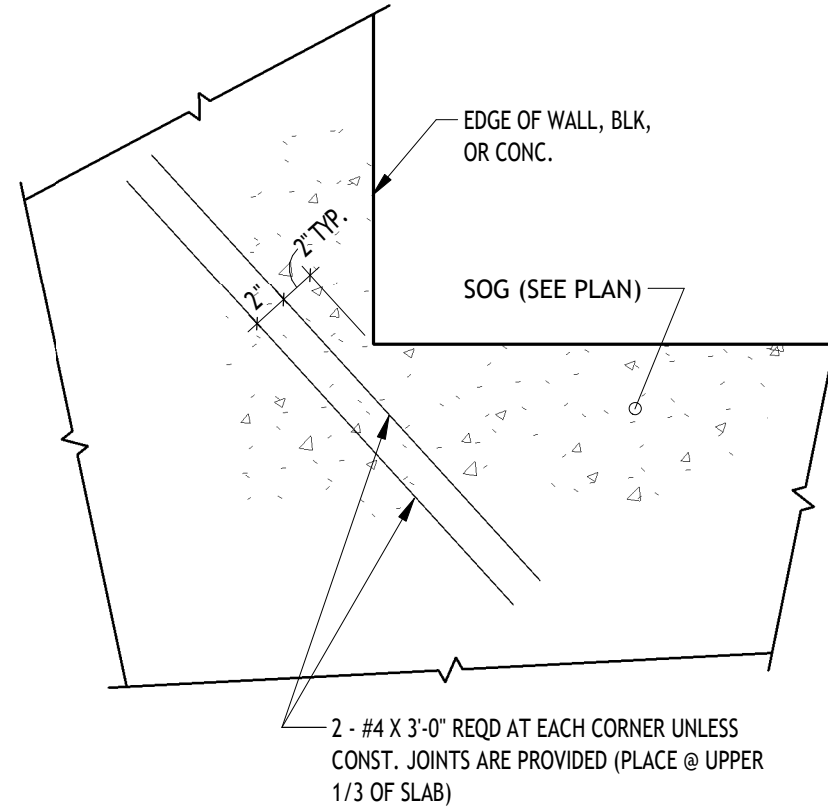 EDGE OF WALL, BLK,
OR CONC.
2" TYP.
2"
SOG (SEE PLAN)
2 - #4 X 3'-0" REQD AT EACH CORNER UNLESS
CONST. JOINTS ARE PROVIDED (PLACE @ UPPER
1/3 OF SLAB)